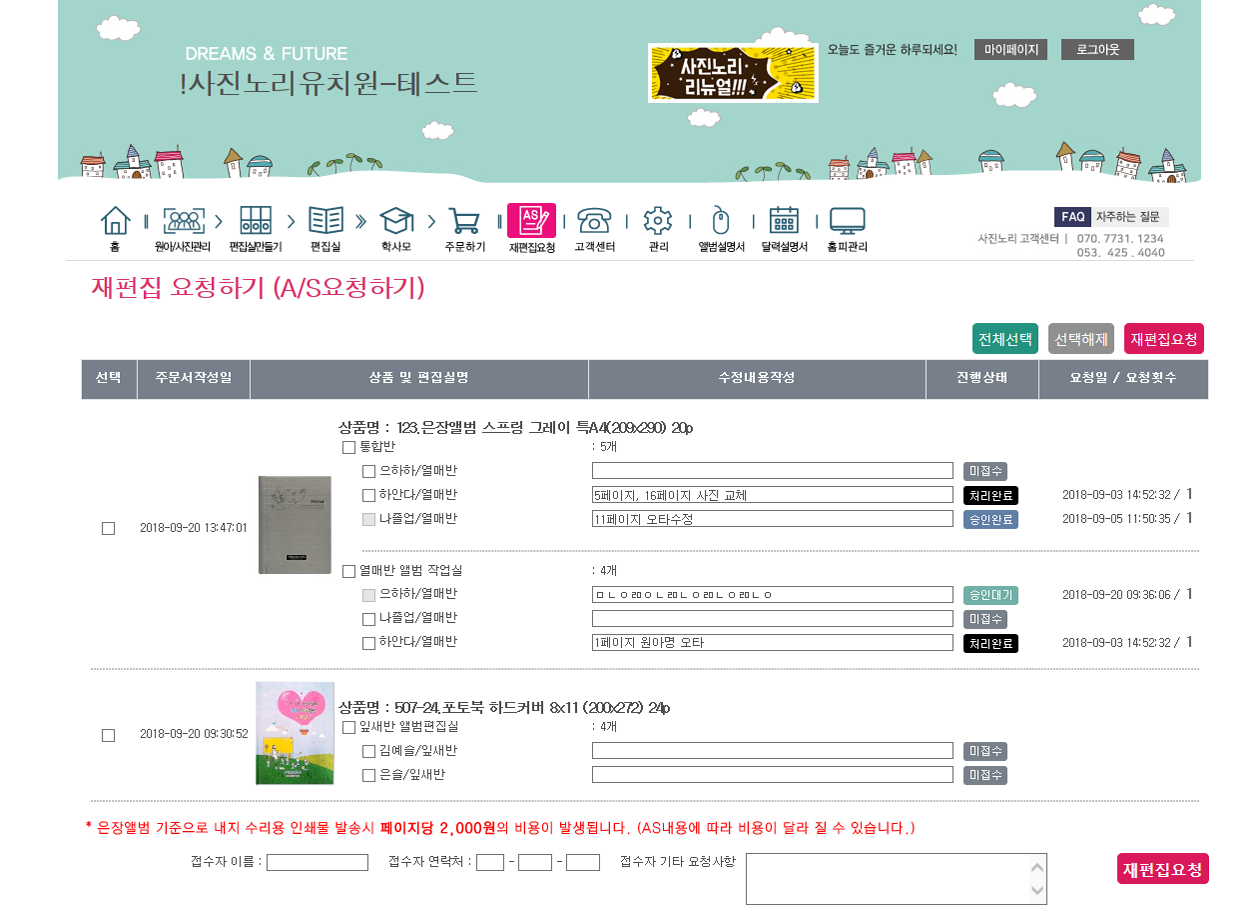 DREAMS & FUTURE
!사진노리유치원-테스트
사진노리
리뉴얼!!!
오늘도 즐거운 하루되세요! 마이페이지 로그아웃
홈 원아/사진관리 편집실만들기 편집실 학사모 주문하기 AS 재편집요청 고객센터 관리 앨범설명서 달력설명서 홈피관리
FAQ 자주하는 질문
사진노리 고객센터 | 070. 7731. 1234
053. 425 . 4040
재편집 요청하기 (A/S요청하기)
전체선택 선택해제 재편집요청
선택 주문서작성일 상품 및 편집실명 수정내용작성 진행상태 요청일 / 요청횟수
상품명 : 123.은장앨범 스프링 그레이 특A4(209x290) 20p
통합반 : 5개
으하하/열매반 미접수
하안다/열매반 5페이지, 16페이지 사진 교체 처리완료 2018-09-03 14:52:32 / 1
나졸업/열매반 11페이지 오타수정 승인완료 2018-09-05 11:50:35 / 1
2018-09-20 13:47:01
열매반 앨범 작업실 : 4개
으하하/열매반 ㅁㄴㅇㄻㅇㄴㄻㄴㅇㄻㄴㅇㄻㄴㅇ 승인대기 2018-09-20 09:36:06 / 1
나졸업/열매반 미접수
하안다/열매반 1페이지 원아명 오타 처리완료 2018-09-03 14:52:32 / 1
상품명 : 507-24.포토북 하드커버 8x11 (200x272) 24p
잎새반 앨범편집실 : 4개
2018-09-20 09:30:52
김예슬/잎새반 미접수
은솔/잎새반 미접수
* 은장앨범 기준으로 내지 수리용 인쇄물 발송시 페이지당 2,000원의 비용이 발생됩니다. (AS내용에 따라 비용이 달라 질 수 있습니다.)
접수자 이름 : 접수자 연락처 : - - 접수자 기타 요청사항 재편집요청